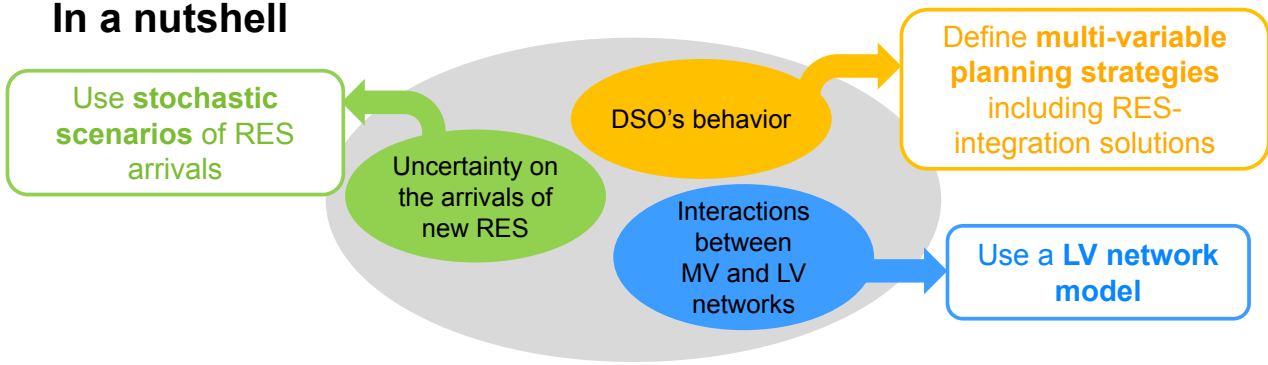 In a nutshell
Use stochastic
scenarios of RES
arrivals
Uncertainty on
the arrivals of
new RES
DSO's behavior
Define multi-variable
planning strategies
including RES-
integration solutions
Interactions
between
MV and LV
networks
Use a LV network
model